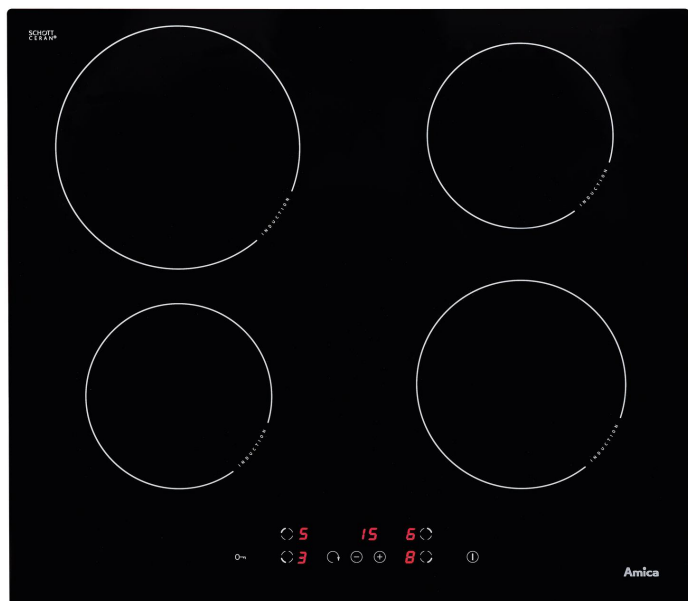 SCHOTT
CERAN®
INDUCTION
INDUCTION
INDUCTION
INDUCTION
5 15 6
3 8
Amica